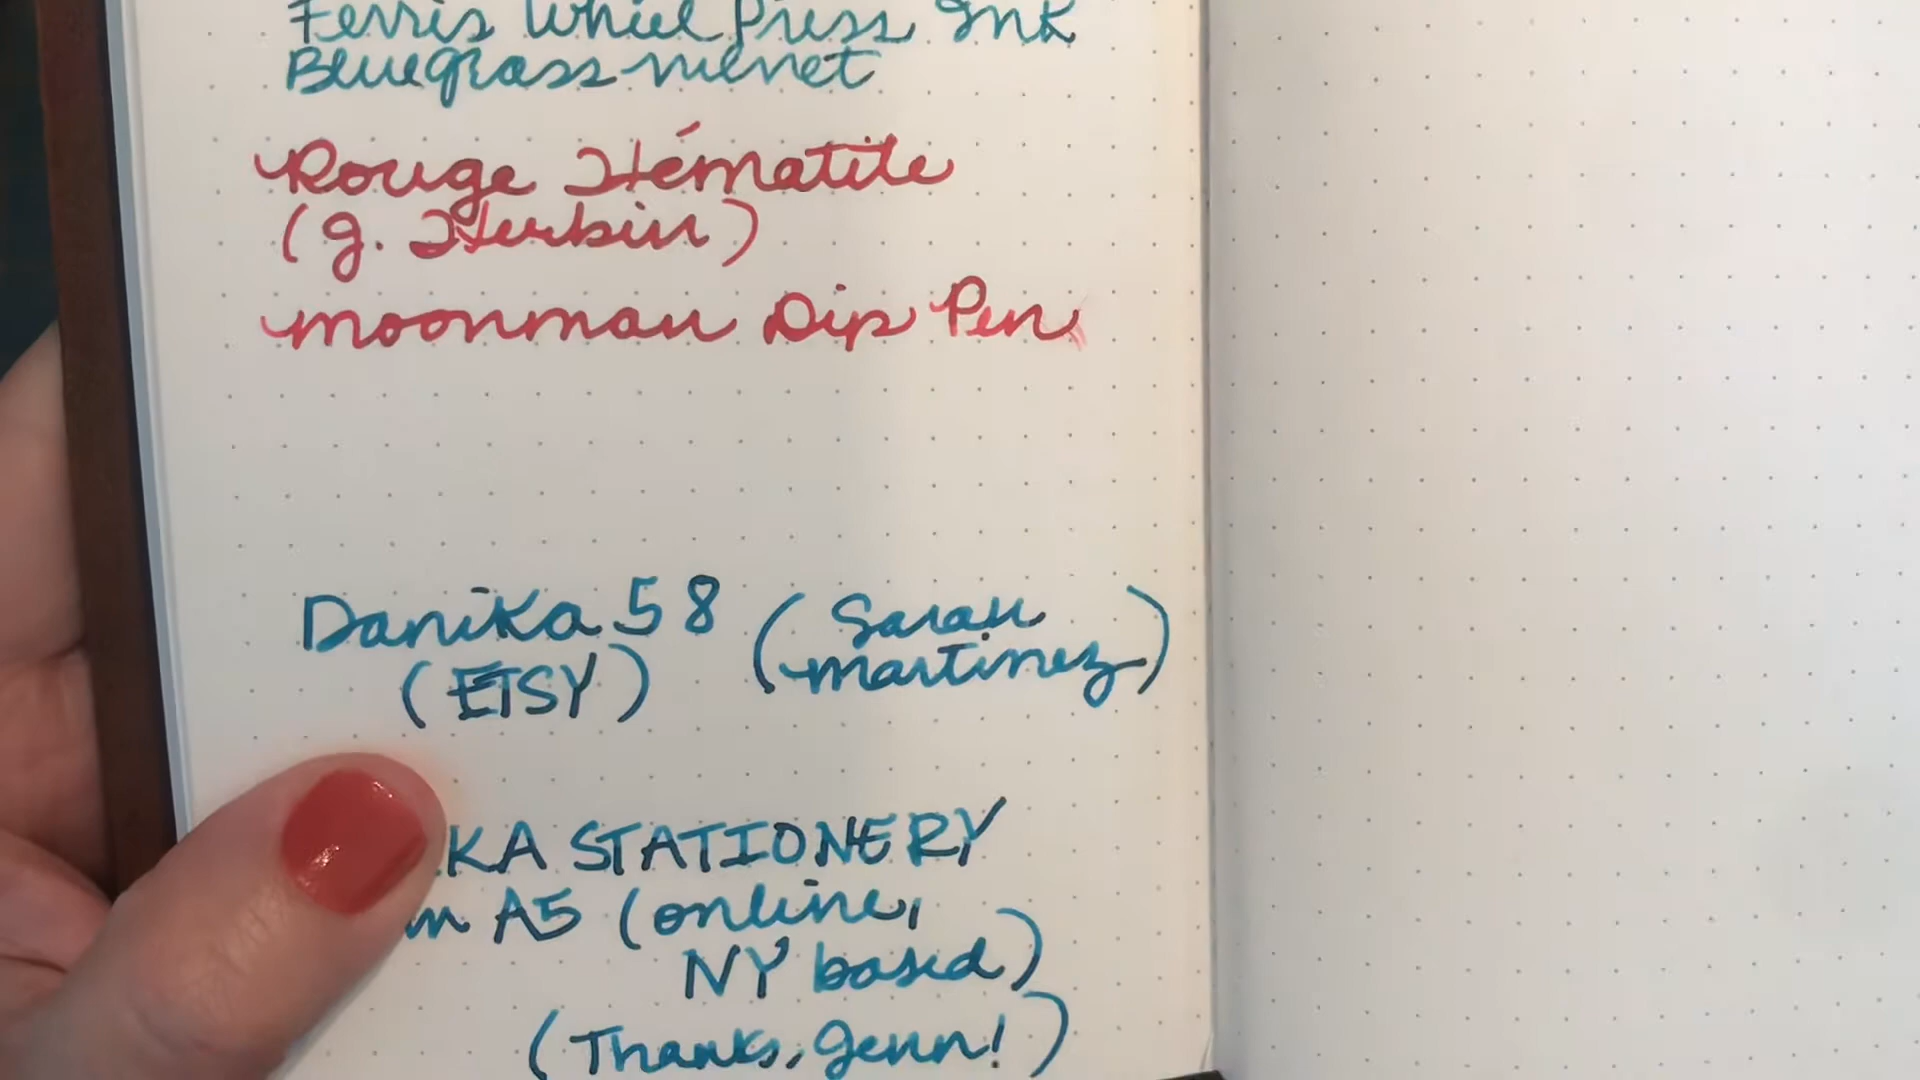 Ferris Wheel Press Ink
Bluegrass velvet
Rouge Hématite
(J. Herbin)
Moonman Dip Pen
Danika 58 (Sarah
(ETSY) Martinez)
KA STATIONERY
A5 (online,
NY based)
(Thanks, Jenn!)